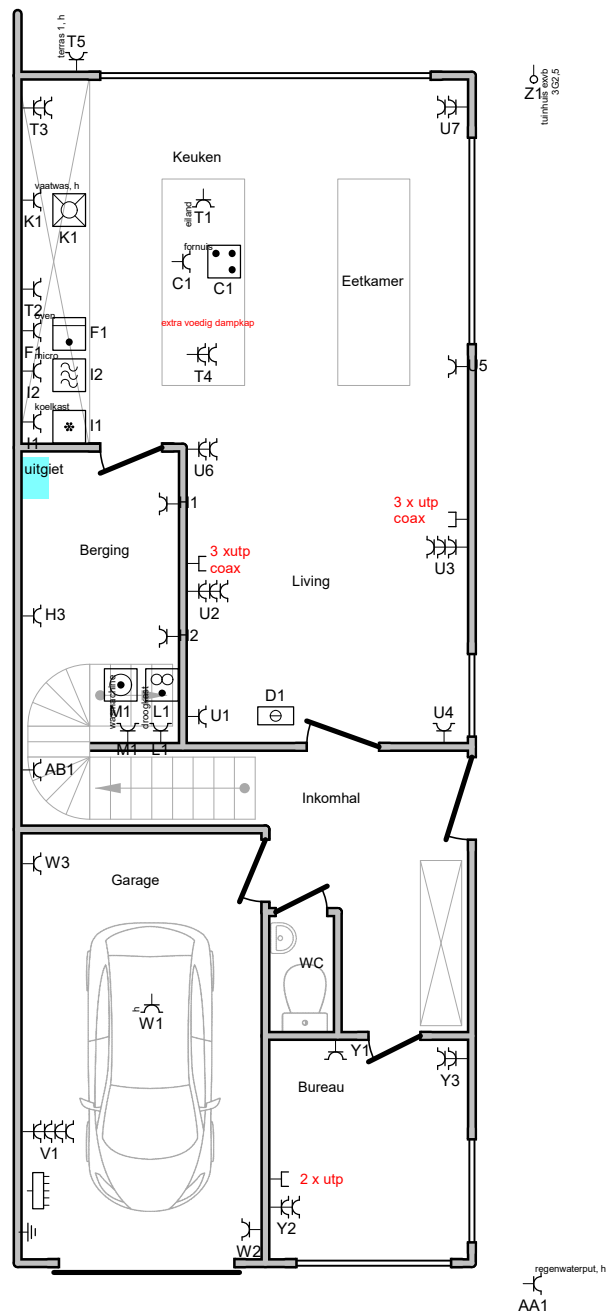 terras 1, h
T5
Z1
tuinhuis exvb
3G2,5
T3
U7
Keuken
vaatwas, h
K1
K1
eiland
T1
fornuis
C1
C1
Eetkamer
T2
oven
F1
F1
extra voedig dampkap
micro
I2
I2
T4
U5
koelkast
I1
I1
uitgiet
U6
H1
3 x utp
coax
Berging
3 xutp
coax
U3
Living
H3
U2
H2
wasmachine
droogkast
M1
L1
M1
L1
U1
D1
U4
AB1
Inkomhal
W3
Garage
WC
h
W1
Y1
Y3
Bureau
V1
2 x utp
Y2
W2
regenwaterput, h
AA1